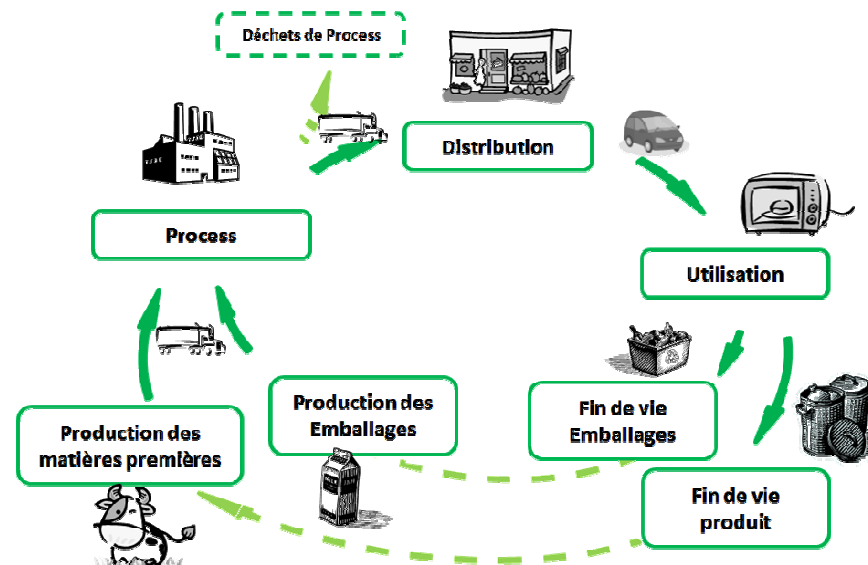 Déchets de Process
Distribution
Process
Utilisation
Production des
Emballages
Fin de vie
Emballages
Production des
matières premières
Fin de vie
produit